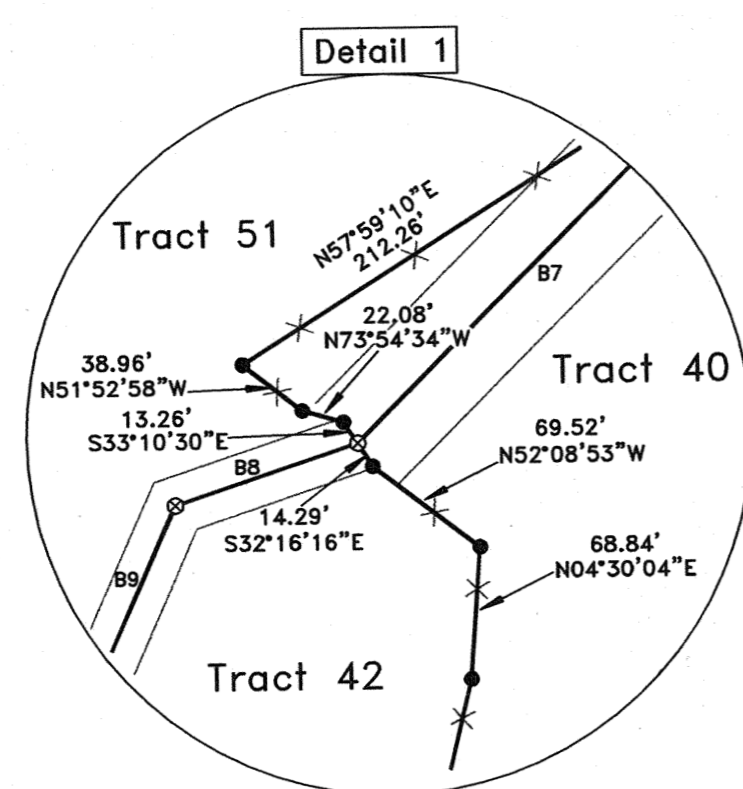 Detail 1
Tract 51
N57°59'10"E
212.26'
B7
22.08'
N73°54'34"W
38.96'
N51°52'58"W
Tract 40
13.26'
S33°10'30"E
69.52'
N52°08'53"W
B8
14.29'
S32°16'16"E
68.84'
N04°30'04"E
B9
Tract 42